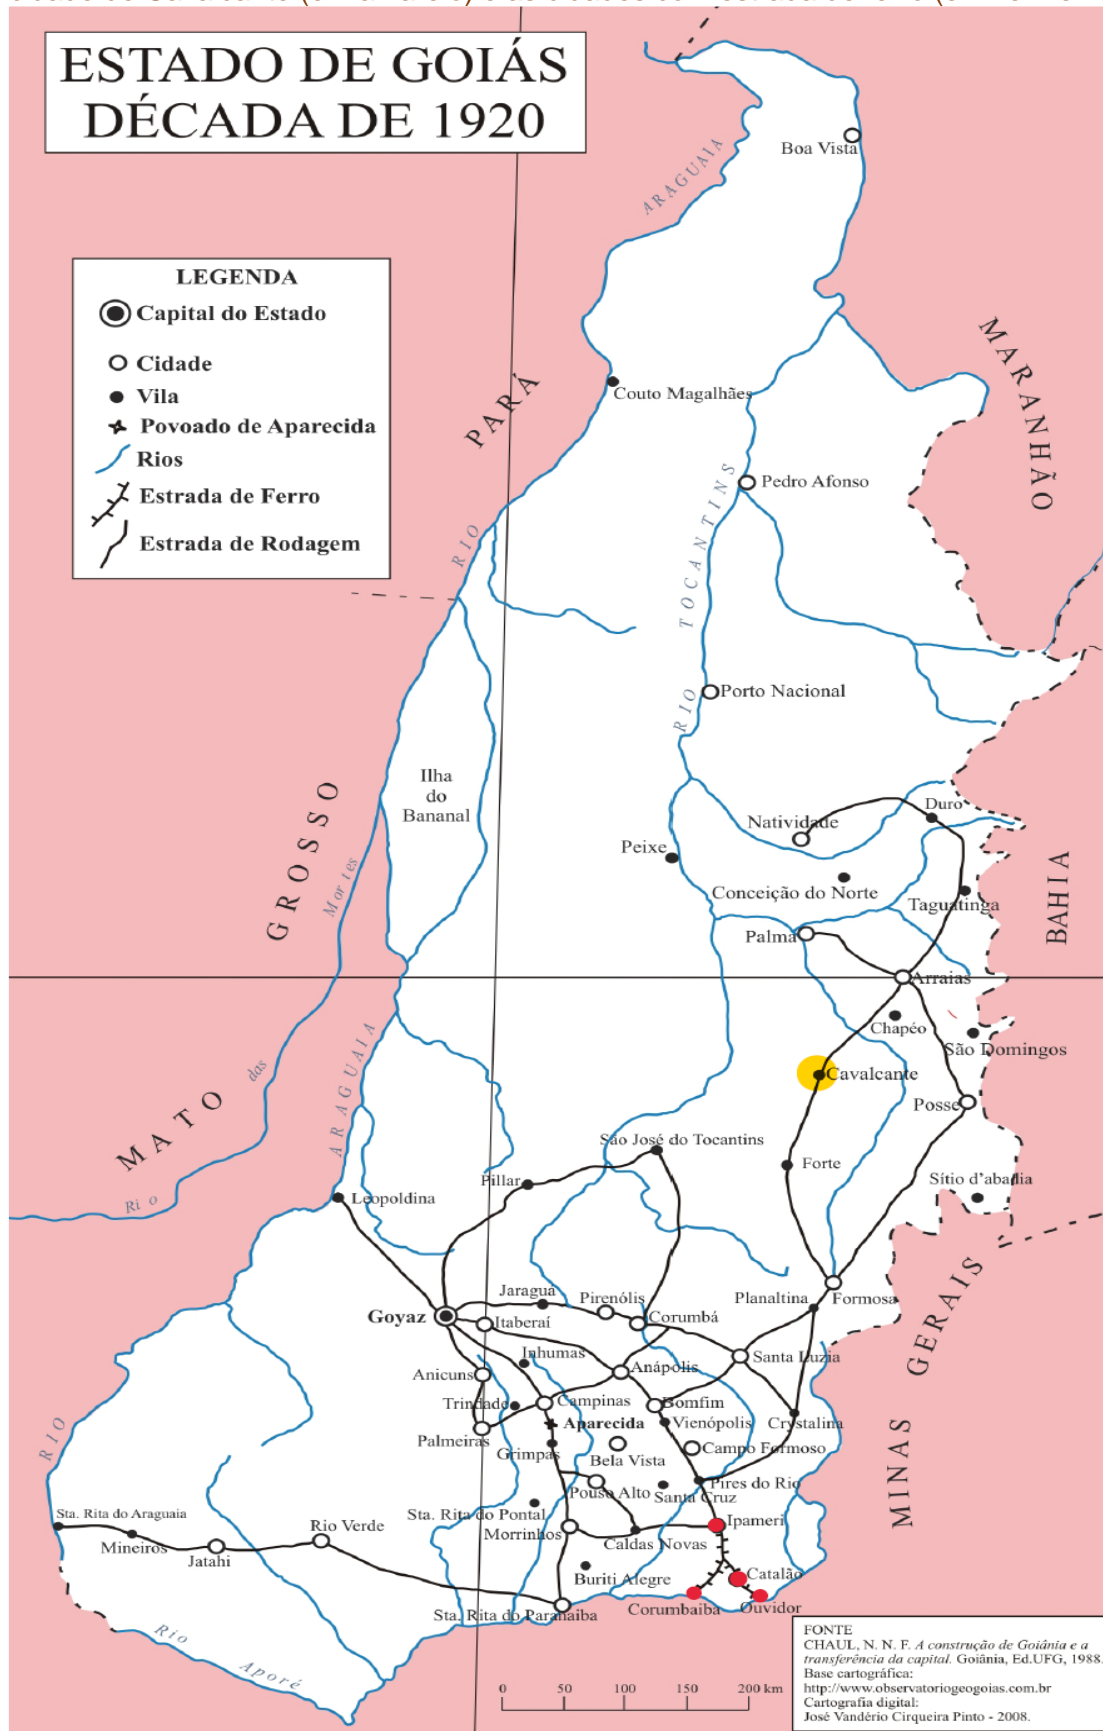 ESTADO DE GOIÁS
DÉCADA DE 1920
LEGENDA
Capital do Estado
Cidade
Vila
Povoado de Aparecida
Rios
Estrada de Ferro
Estrada de Rodagem
ARAGUAIA
Boa Vista
MARANHÃO
PARÁ
Couto Magalhães
Pedro Afonso
RIO
RIO TOCANTINS
Porto Nacional
Ilha
do
Bananal
MATO GROSSO
Rio das Mortes
Duro
Natividade
Peixe
Conceição do Norte
Taguatinga
BAHIA
Palma
Arraias
Chapéo
São Domingos
ARAGUAIA
Cavalcante
Posse
São José do Tocantins
Forte
Pillar
Sítio d'abadia
Leopoldina
MINAS GERAIS
Jaraguá
Pirenólis
Planaltina
Formosa
Goyaz
Itaberaí
Corumbá
Inhumas
Santa Luzia
Anicuns
Anápolis
Trindade
Campinas
Bomfim
Aparecida
Vienópolis
Crystalina
Palmeiras
Grimpas
Bela Vista
Campo Formoso
RIO
Pouso Alto
Pires do Rio
Santa Cruz
Sta. Rita do Pontal
Sta. Rita do Araguaia
Rio Verde
Morrinhos
Ipameri
Mineiros
Jatahi
Caldas Novas
Buriti Alegre
Catalão
Sta. Rita do Paranaiba
Corumbaiba
Ouvidor
Rio Aporé
0 50 100 150 200 km
FONTE
CHAUL, N. N. F. A construção de Goiânia e a
transferência da capital. Goiânia, Ed.UFG, 1988.
Base cartográfica:
http://www.observatoriogeogoias.com.br
Cartografia digital:
José Vandério Cirqueira Pinto - 2008.